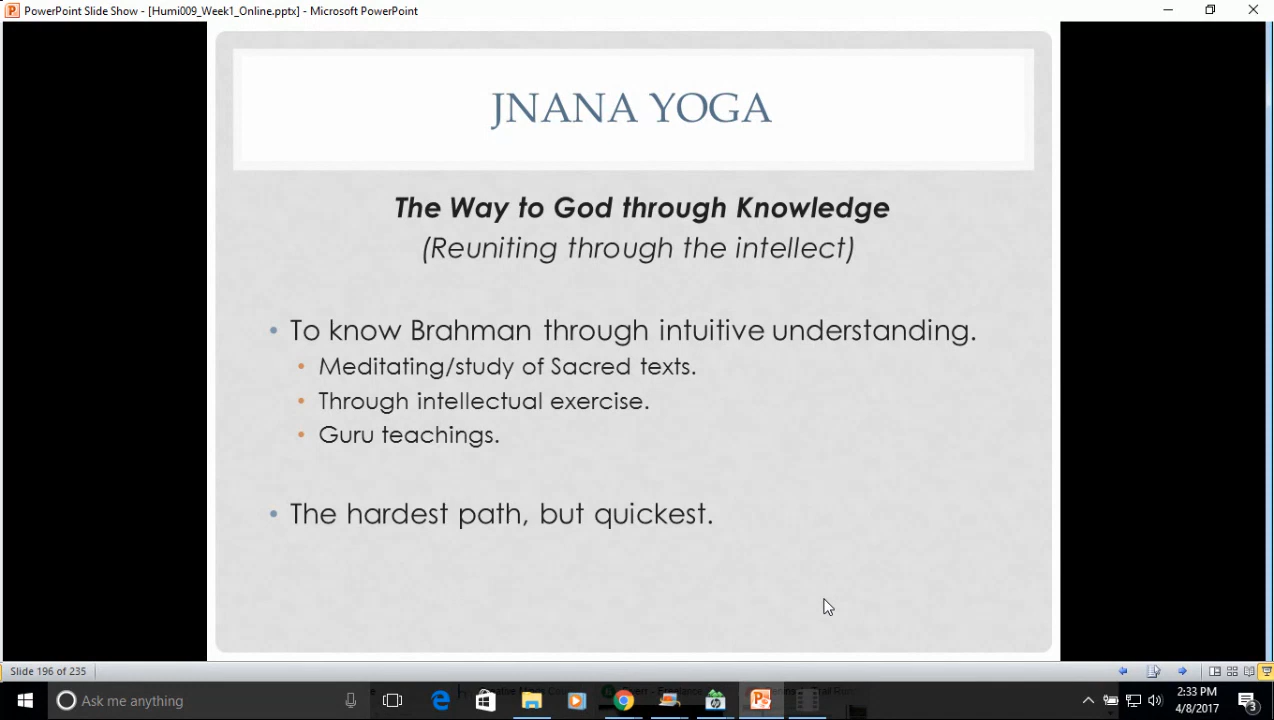 PowerPoint Slide Show - [Humi009_Week1_Online.pptx] - Microsoft PowerPoint
JNANA YOGA
The Way to God through Knowledge
(Reuniting through the intellect)
• To know Brahman through intuitive understanding.
• Meditating/study of Sacred texts.
• Through intellectual exercise.
• Guru teachings.
• The hardest path, but quickest.
Slide 196 of 235
Ask me anything
2:33 PM
4/8/2017
3